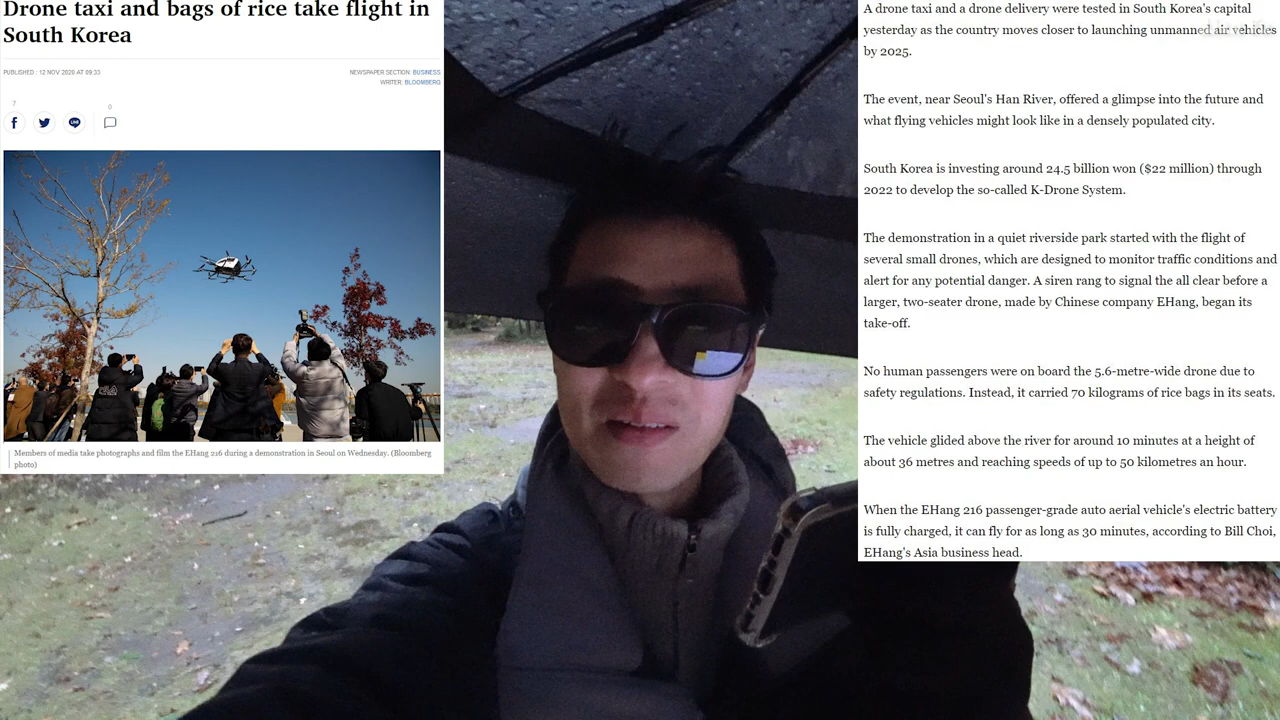 Drone taxi and bags of rice take flight in
South Korea
PUBLISHED : 12 NOV 2020 AT 09:33
NEWSPAPER SECTION: BUSINESS
WRITER: BLOOMBERG
7
0
Members of media take photographs and film the EHang 216 during a demonstration in Seoul on Wednesday. (Bloomberg
photo)
A drone taxi and a drone delivery were tested in South Korea's capital
yesterday as the country moves closer to launching unmanned air vehicles
by 2025.
The event, near Seoul's Han River, offered a glimpse into the future and
what flying vehicles might look like in a densely populated city.
South Korea is investing around 24.5 billion won ($22 million) through
2022 to develop the so-called K-Drone System.
The demonstration in a quiet riverside park started with the flight of
several small drones, which are designed to monitor traffic conditions and
alert for any potential danger. A siren rang to signal the all clear before a
larger, two-seater drone, made by Chinese company EHang, began its
take-off.
No human passengers were on board the 5.6-metre-wide drone due to
safety regulations. Instead, it carried 70 kilograms of rice bags in its seats.
The vehicle glided above the river for around 10 minutes at a height of
about 36 metres and reaching speeds of up to 50 kilometres an hour.
When the EHang 216 passenger-grade auto aerial vehicle's electric battery
is fully charged, it can fly for as long as 30 minutes, according to Bill Choi,
EHang's Asia business head.